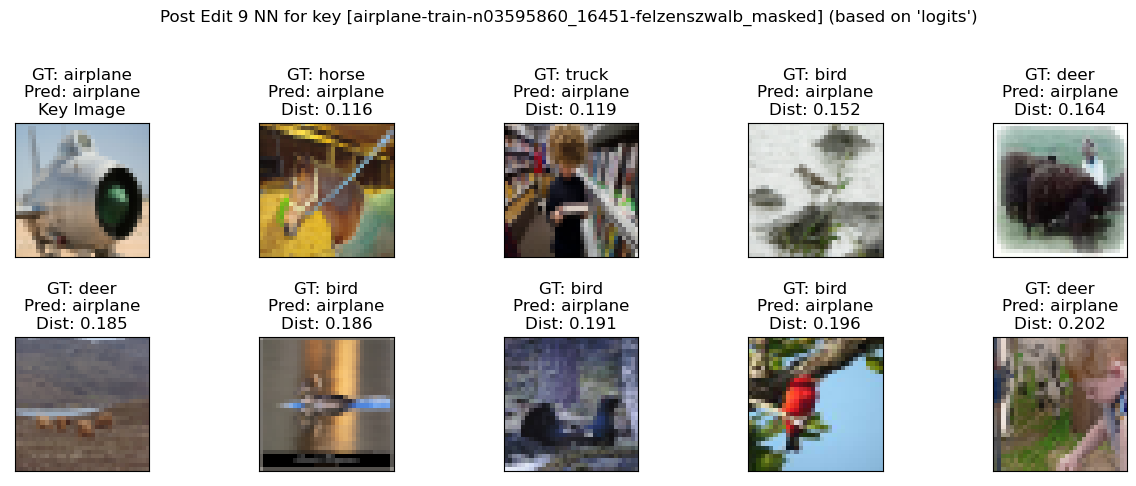 Post Edit 9 NN for key [airplane-train-n03595860_16451-felzenszwalb_masked] (based on 'logits')
GT: airplane
Pred: airplane
Key Image
GT: horse
Pred: airplane
Dist: 0.116
GT: truck
Pred: airplane
Dist: 0.119
GT: bird
Pred: airplane
Dist: 0.152
GT: deer
Pred: airplane
Dist: 0.164
GT: deer
Pred: airplane
Dist: 0.185
GT: bird
Pred: airplane
Dist: 0.186
GT: bird
Pred: airplane
Dist: 0.191
GT: bird
Pred: airplane
Dist: 0.196
GT: deer
Pred: airplane
Dist: 0.202